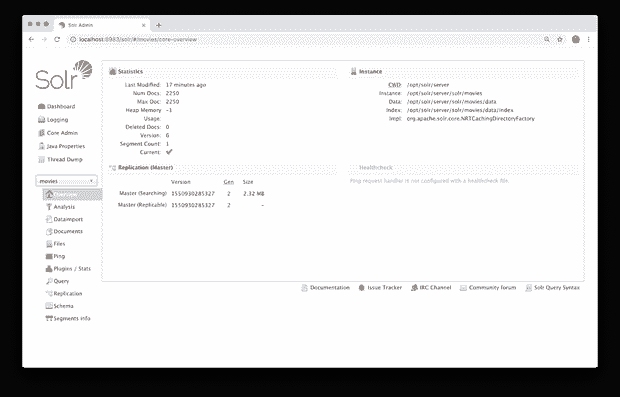 Solr Admin
localhost:8983/solr/#/movies/core-overview
Solr
Dashboard
Logging
Core Admin
Java Properties
Thread Dump
movies
Overview
Analysis
Dataimport
Documents
Files
Ping
Plugins / Stats
Query
Replication
Schema
Segments info
Statistics
Last Modified: 17 minutes ago
Num Docs: 2250
Max Doc: 2250
Heap Memory Usage: -1
Deleted Docs: 0
Version: 6
Segment Count: 1
Current:
Instance
CWD: /opt/solr/server
Instance: /opt/solr/server/solr/movies
Data: /opt/solr/server/solr/movies/data
Index: /opt/solr/server/solr/movies/data/index
Impl: org.apache.solr.core.NRTCachingDirectoryFactory
Replication (Master)
Version Gen Size
Master (Searching) 1550930285327 2 2.32 MB
Master (Replicable) 1550930285327 2 -
Healthcheck
Ping request handler is not configured with a healthcheck file.
Documentation Issue Tracker IRC Channel Community forum Solr Query Syntax